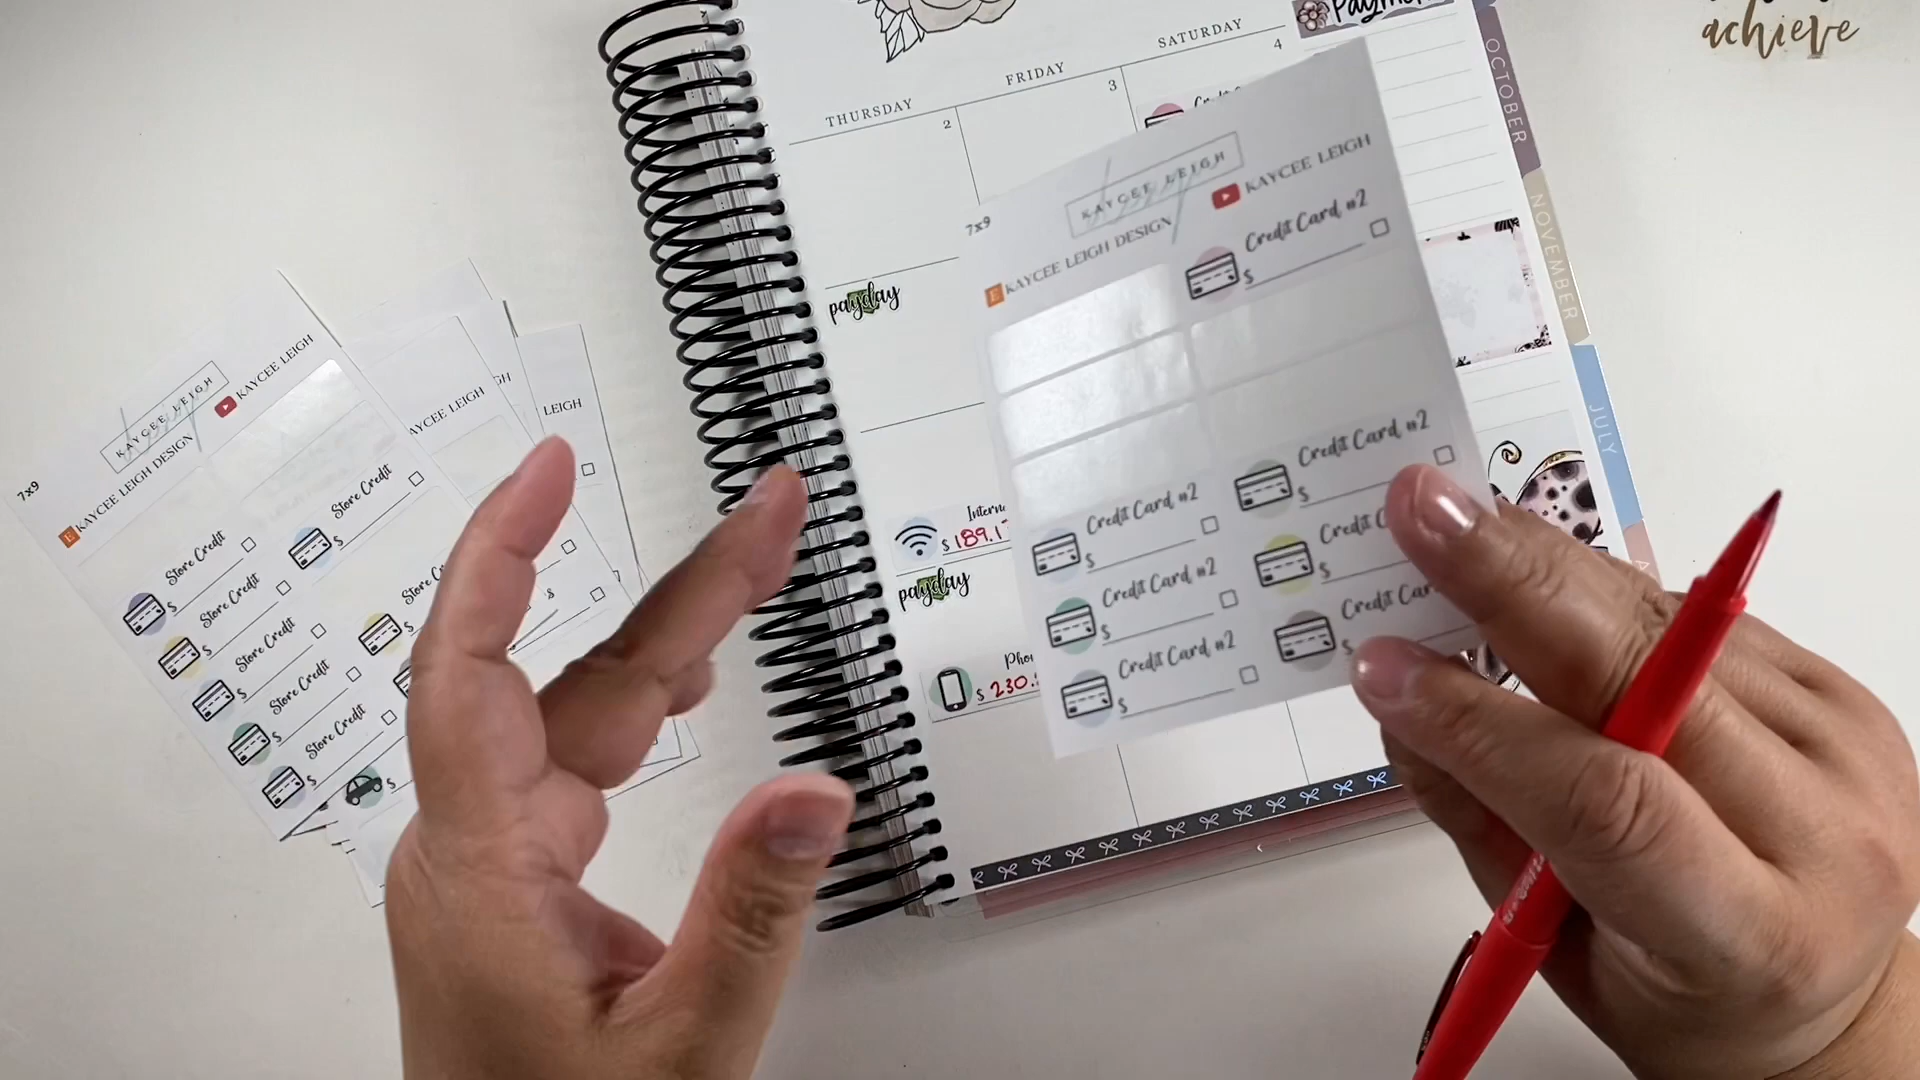 achieve
OCTOBER
NOVEMBER
JULY
THURSDAY
FRIDAY
SATURDAY
2
3
4
payday
$ 189.1
payday
$ 230.
7x9
KAYCEE LEIGH
KAYCEE LEIGH
KAYCEE LEIGH DESIGN
Credit Card #2
$
Credit Card #2
$
Credit Card #2
$
Credit Card #2
$
Credit Card #2
$
$
Credit
$
7x9
KAYCEE LEIGH
KAYCEE LEIGH
KAYCEE LEIGH DESIGN
Store Credit
$
Store Credit
$
Store Credit
$
Store Credit
$
Store Credit
$
Store Credit
$
Store
$
LEIGH
LEIGH